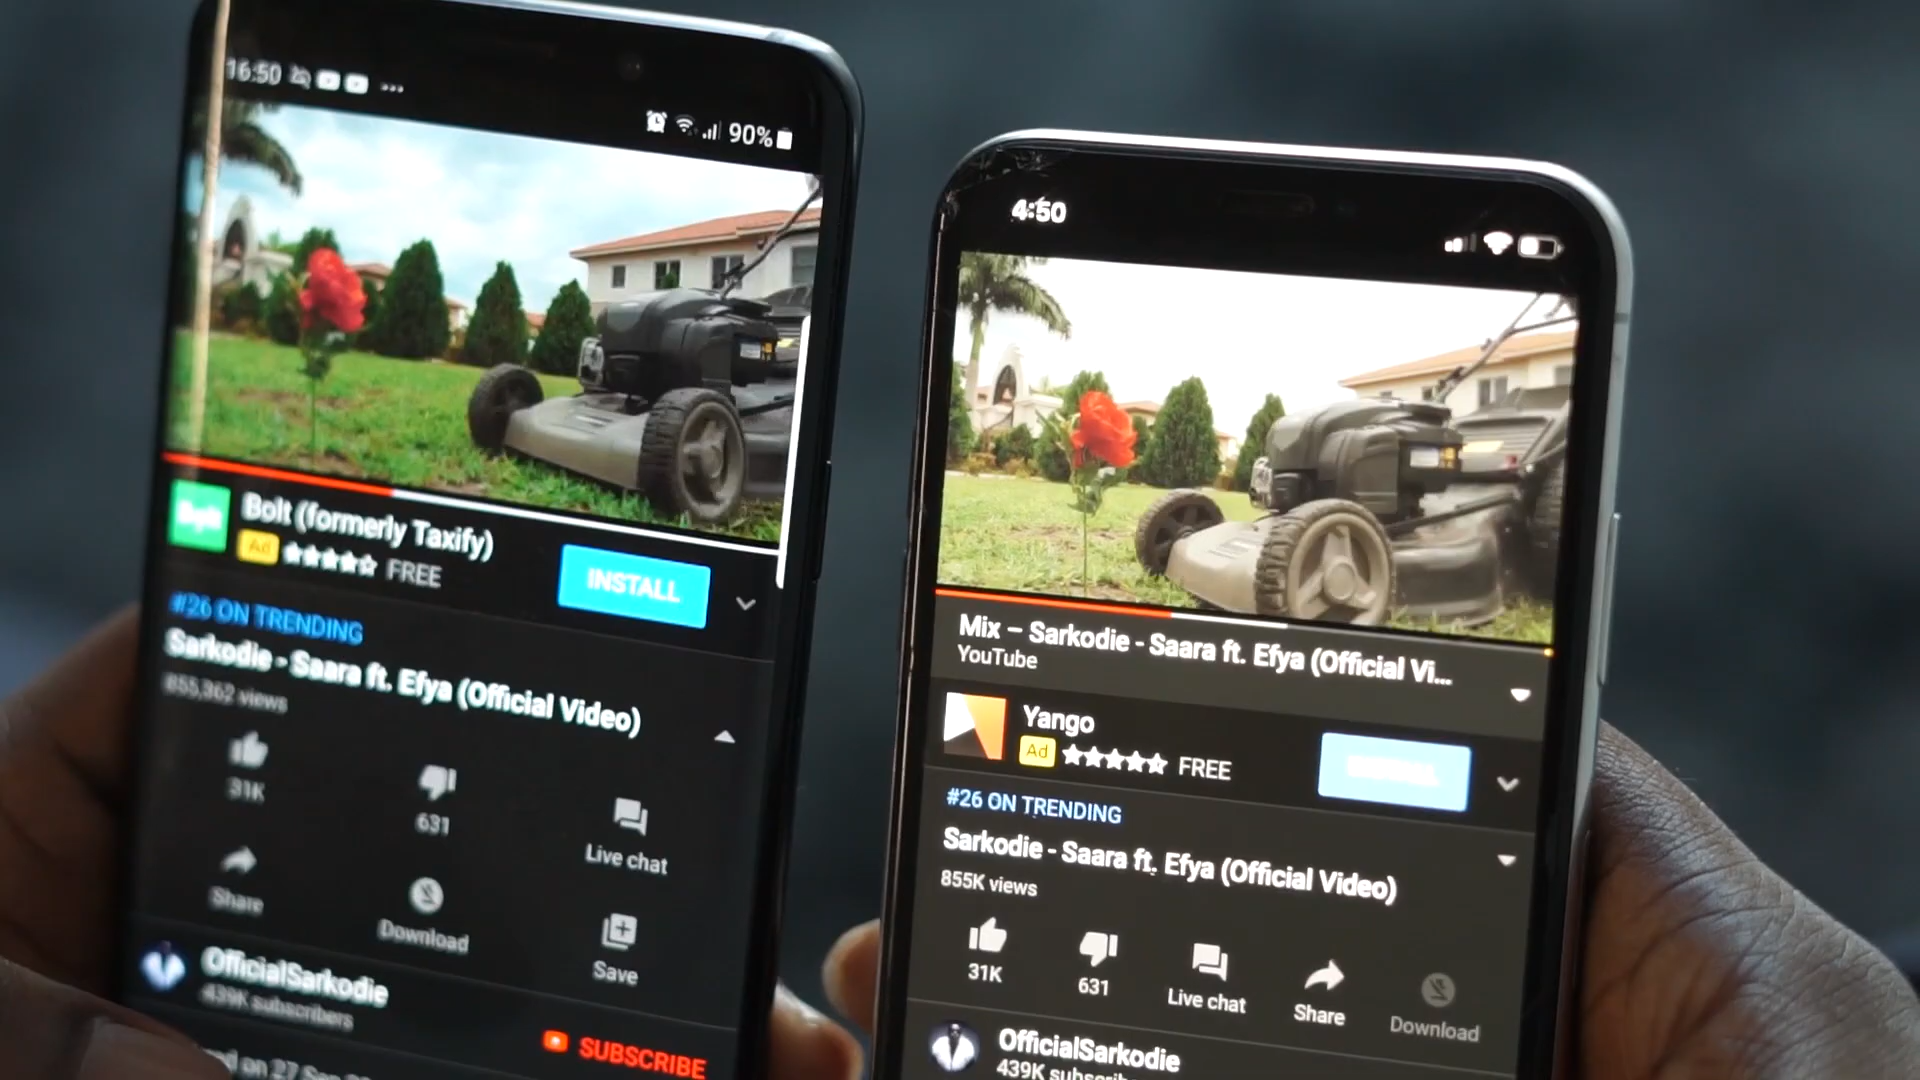 16:50
90%
Bolt (formerly Taxify)
Ad FREE
INSTALL
#26 ON TRENDING
Sarkodie - Saara ft. Efya (Official Video)
855,362 views
31K
631
Live chat
Share
Download
Save
OfficialSarkodie
439K subscribers
SUBSCRIBE
on 27 Sep
4:50
Mix – Sarkodie - Saara ft. Efya (Official Vi...
YouTube
Yango
Ad FREE
#26 ON TRENDING
Sarkodie - Saara ft. Efya (Official Video)
855K views
31K
631
Live chat
Share
Download
OfficialSarkodie
439K